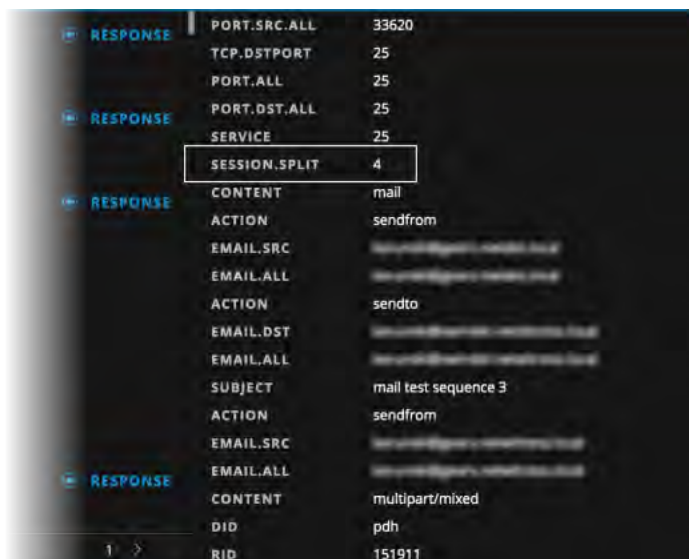 RESPONSE
RESPONSE
RESPONSE
RESPONSE
1 >
PORT.SRC.ALL 33620
TCP.DSTPORT 25
PORT.ALL 25
PORT.DST.ALL 25
SERVICE 25
SESSION.SPLIT 4
CONTENT mail
ACTION sendfrom
EMAIL.SRC
EMAIL.ALL
ACTION sendto
EMAIL.DST
EMAIL.ALL
SUBJECT mail test sequence 3
ACTION sendfrom
EMAIL.SRC
EMAIL.ALL
CONTENT multipart/mixed
DID pdh
RID 151911